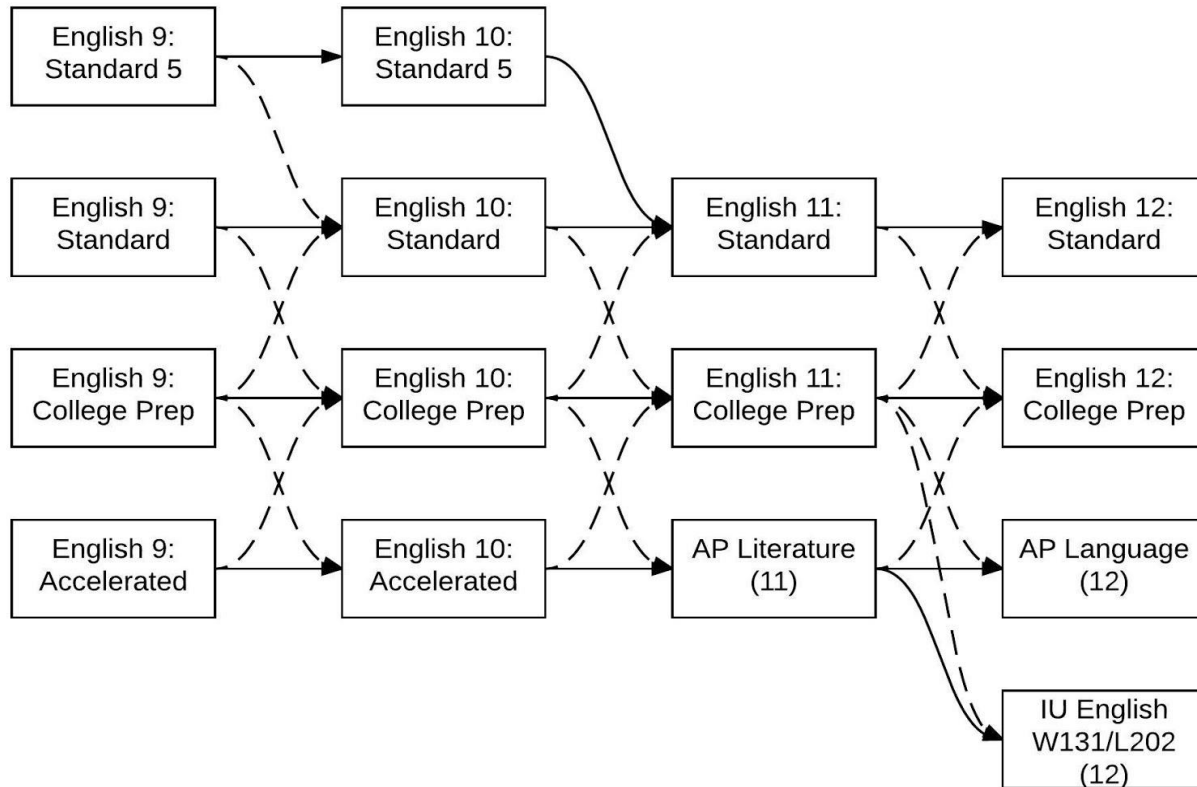 English 9:
Standard 5
English 10:
Standard 5
English 9:
Standard
English 10:
Standard
English 11:
Standard
English 12:
Standard
English 9:
College Prep
English 10:
College Prep
English 11:
College Prep
English 12:
College Prep
English 9:
Accelerated
English 10:
Accelerated
AP Literature
(11)
AP Language
(12)
IU English
W131/L202
(12)